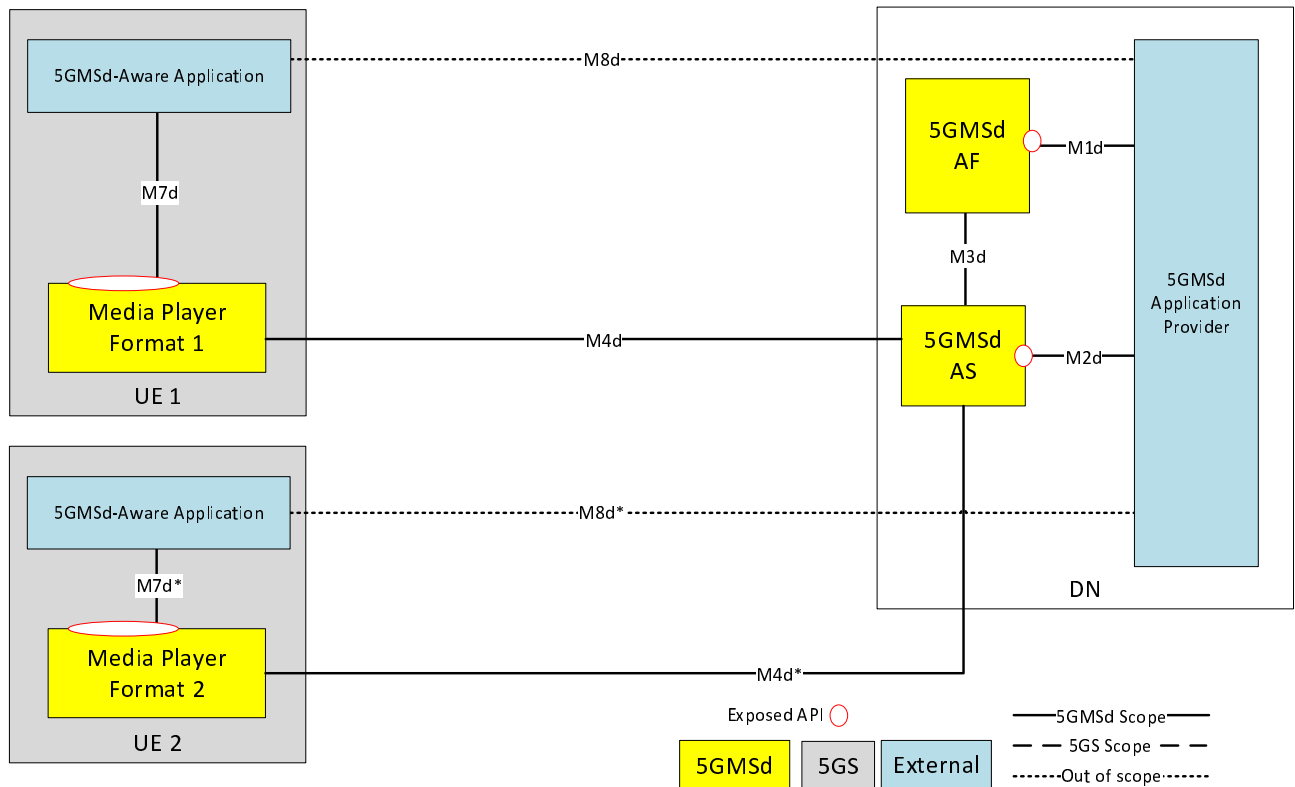 5GMSd-Aware Application
M8d
5GMSd
AF
M1d
M7d
M3d
5GMSd
Application
Provider
Media Player
Format 1
M4d
5GMSd
AS
M2d
UE 1
5GMSd-Aware Application
M8d*
M7d*
DN
Media Player
Format 2
M4d*
UE 2
Exposed API
5GMSd Scope
5GS Scope
Out of scope
5GMSd
5GS
External